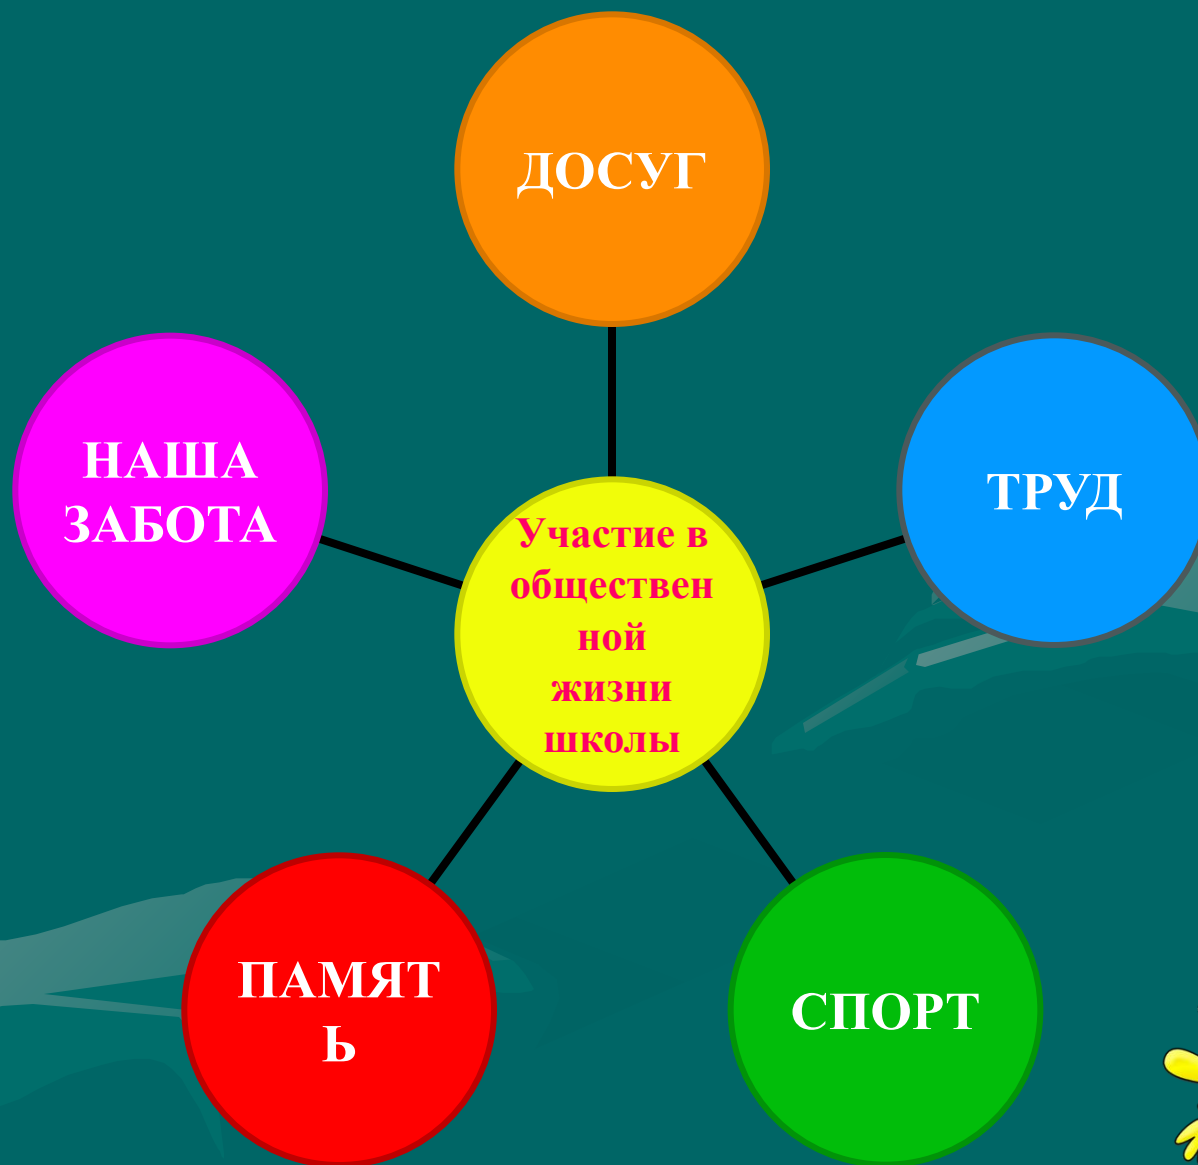 ДОСУГ
НАША
ЗАБОТА
ТРУД
Участие в
обществен
ной
жизни
школы
ПАМЯТ
Ь
СПОРТ